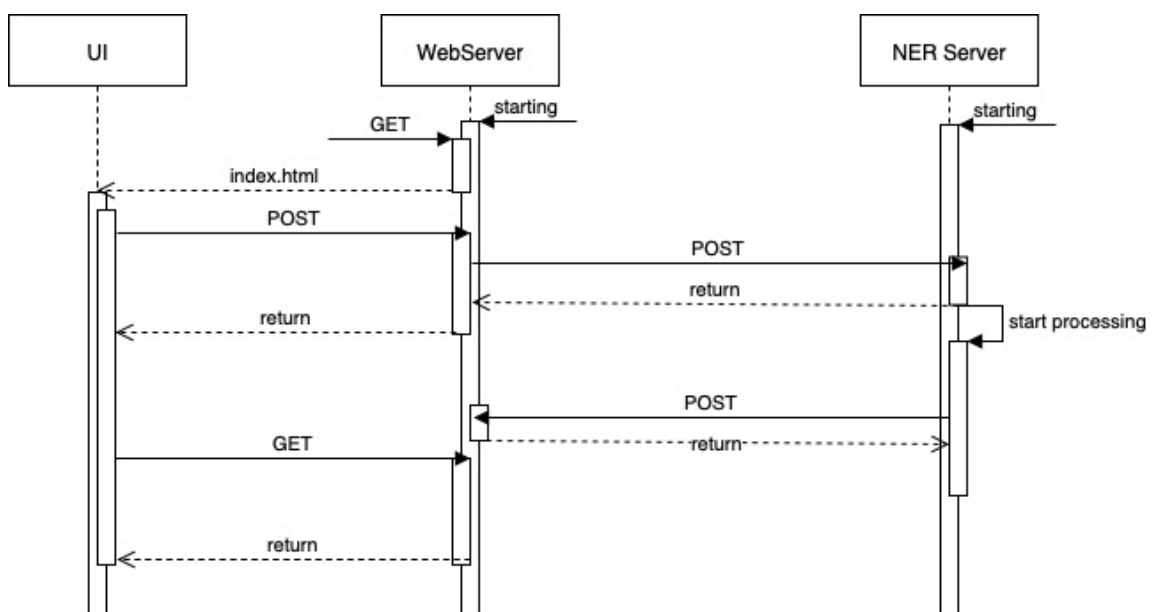 UI
WebServer
NER Server
starting
starting
GET
index.html
POST
POST
return
return
start processing
POST
return
GET
return